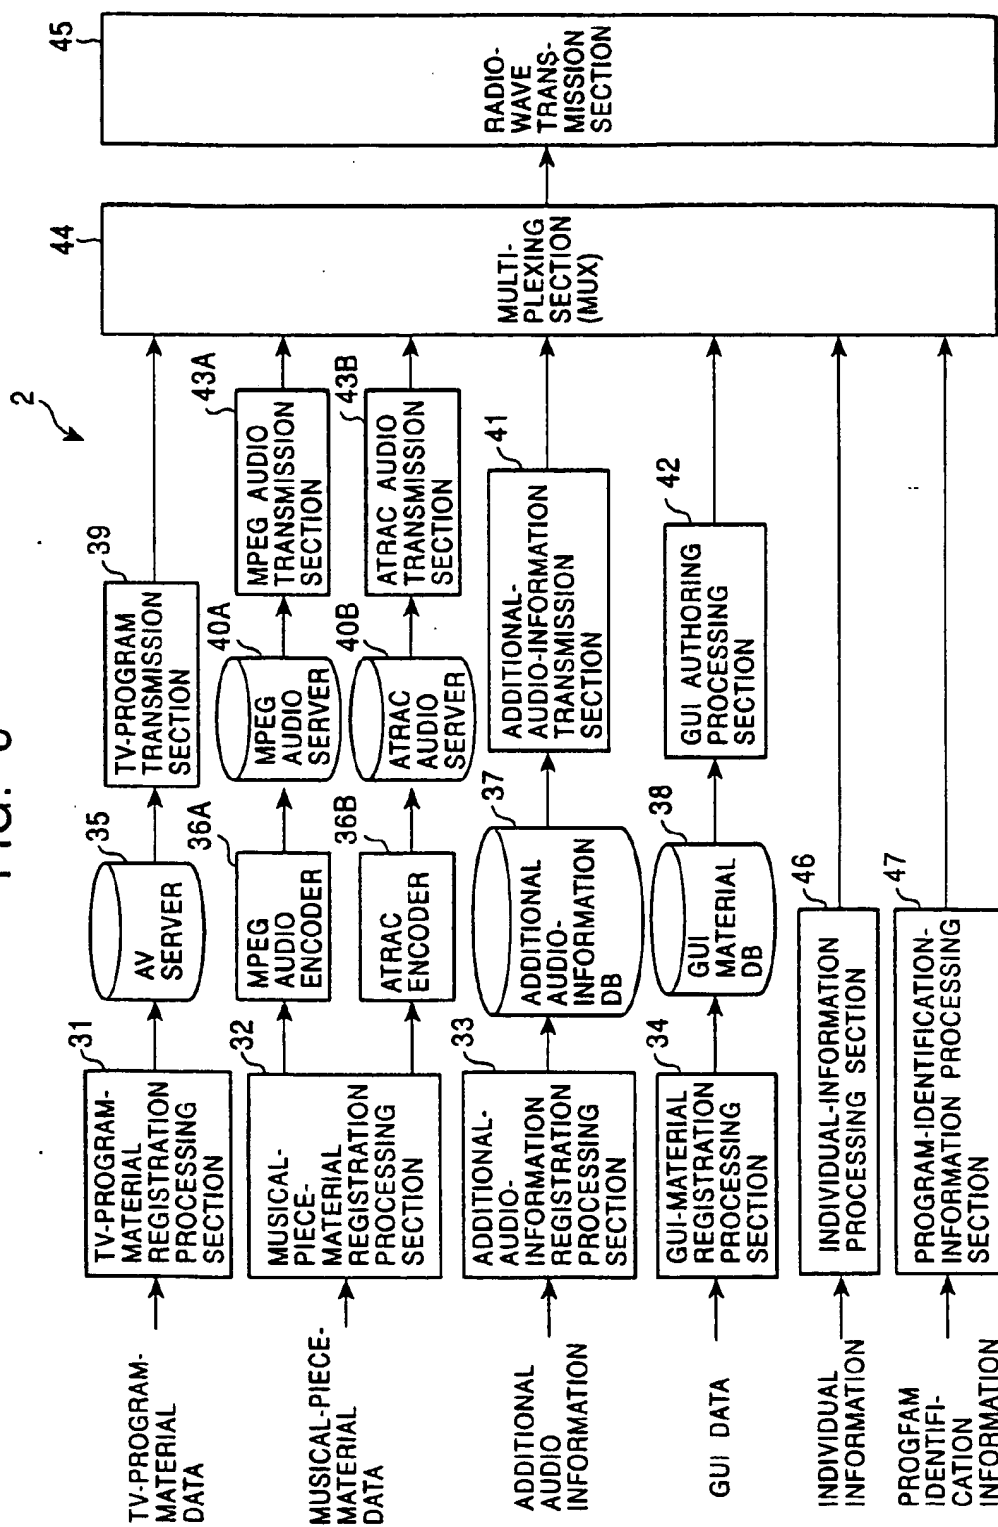 FIG.
2
TV-PROGRAM-
MATERIAL
DATA
31
TV-PROGRAM-
MATERIAL
REGISTRATION
PROCESSING
SECTION
35
AV
SERVER
39
TV-PROGRAM
TRANSMISSION
SECTION
MUSICAL-PIECE-
MATERIAL
DATA
32
MUSICAL-
PIECE-
MATERIAL
REGISTRATION
PROCESSING
SECTION
36A
MPEG
AUDIO
ENCODER
40A
MPEG
AUDIO
SERVER
43A
MPEG AUDIO
TRANSMISSION
SECTION
36B
ATRAC
ENCODER
40B
ATRAC
AUDIO
SERVER
43B
ATRAC AUDIO
TRANSMISSION
SECTION
ADDITIONAL
AUDIO
INFORMATION
33
ADDITIONAL-
AUDIO-
INFORMATION
REGISTRATION
PROCESSING
SECTION
37
ADDITIONAL
AUDIO-
INFORMATION
DB
41
ADDITIONAL-
AUDIO-INFORMATION
TRANSMISSION
SECTION
GUI DATA
34
GUI-MATERIAL
REGISTRATION
PROCESSING
SECTION
38
GUI
MATERIAL
DB
42
GUI AUTHORING
PROCESSING
SECTION
INDIVIDUAL
INFORMATION
46
INDIVIDUAL-INFORMATION
PROCESSING SECTION
PROGFAM
IDENTIFI-
CATION
INFORMATION
47
PROGRAM-IDENTIFICATION-
INFORMATION PROCESSING
SECTION
44
MULTI-
PLEXING
SECTION
(MUX)
45
RADIO-
WAVE
TRANS-
MISSION
SECTION